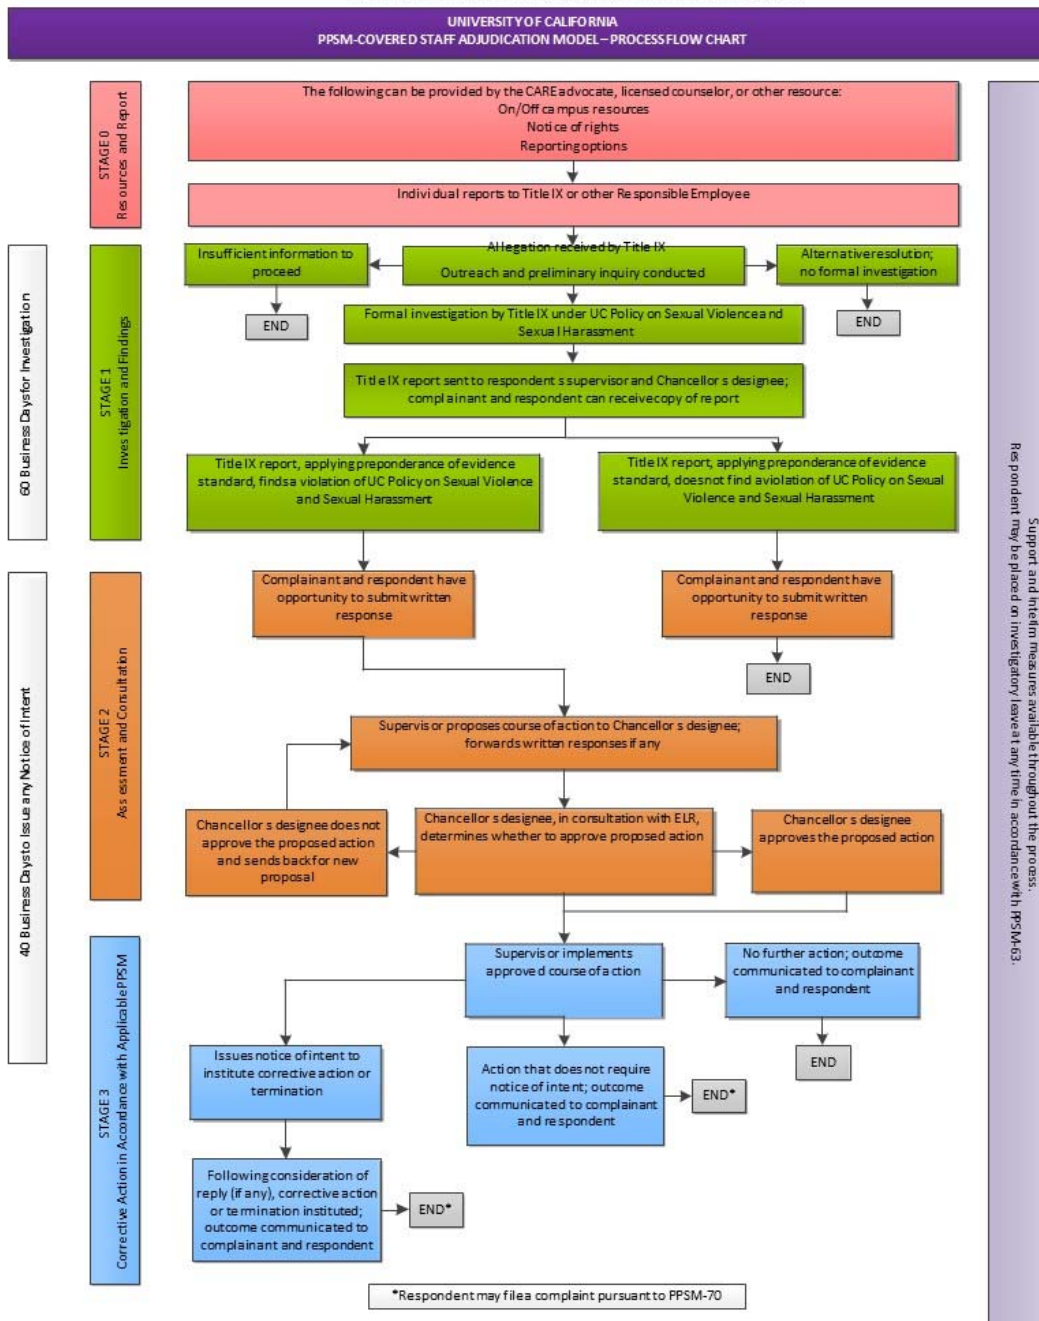 UNIVERSITY OF CALIFORNIA
PPSM-COVERED STAFF ADJUDICATION MODEL – PROCESS FLOW CHART
STAGE 0
Resources and Report
The following can be provided by the CARE advocate, licensed counselor, or other resource:
On/Off campus resources
Notice of rights
Reporting options
Individual reports to Title IX or other Responsible Employee
60 Business Days for Investigation
STAGE 1
Investigation and Findings
Insufficient information to
proceed
END
Allegation received by Title IX
Outreach and preliminary inquiry conducted
Alternative resolution;
no formal investigation
END
Formal investigation by Title IX under UC Policy on Sexual Violence and
Sexual Harassment
Title IX report sent to respondent s supervisor and Chancellor s designee;
complainant and respondent can receive copy of report
Title IX report, applying preponderance of evidence
standard, finds a violation of UC Policy on Sexual Violence
and Sexual Harassment
Title IX report, applying preponderance of evidence
standard, does not find a violation of UC Policy on Sexual
Violence and Sexual Harassment
40 Business Days to Issue any Notice of Intent
STAGE 2
Assessment and Consultation
Complainant and respondent have
opportunity to submit written
response
Complainant and respondent have
opportunity to submit written
response
END
Supervisor proposes course of action to Chancellor s designee;
forwards written responses if any
Chancellor s designee does not
approve the proposed action
and sends back for new
proposal
Chancellor s designee, in consultation with ELR,
determines whether to approve proposed action
Chancellor s designee
approves the proposed action
STAGE 3
Corrective Action in Accordance with Applicable PPSM
Supervisor implements
approved course of action
No further action; outcome
communicated to complainant
and respondent
END
Issues notice of intent to
institute corrective action or
termination
Action that does not require
notice of intent; outcome
communicated to complainant
and respondent
END*
Following consideration of
reply (if any), corrective action
or termination instituted;
outcome communicated to
complainant and respondent
END*
*Respondent may file a complaint pursuant to PPSM-70
Support and interim measures available throughout the process.
Respondent may be placed on investigatory leave at any time in accordance with PPSM-63.